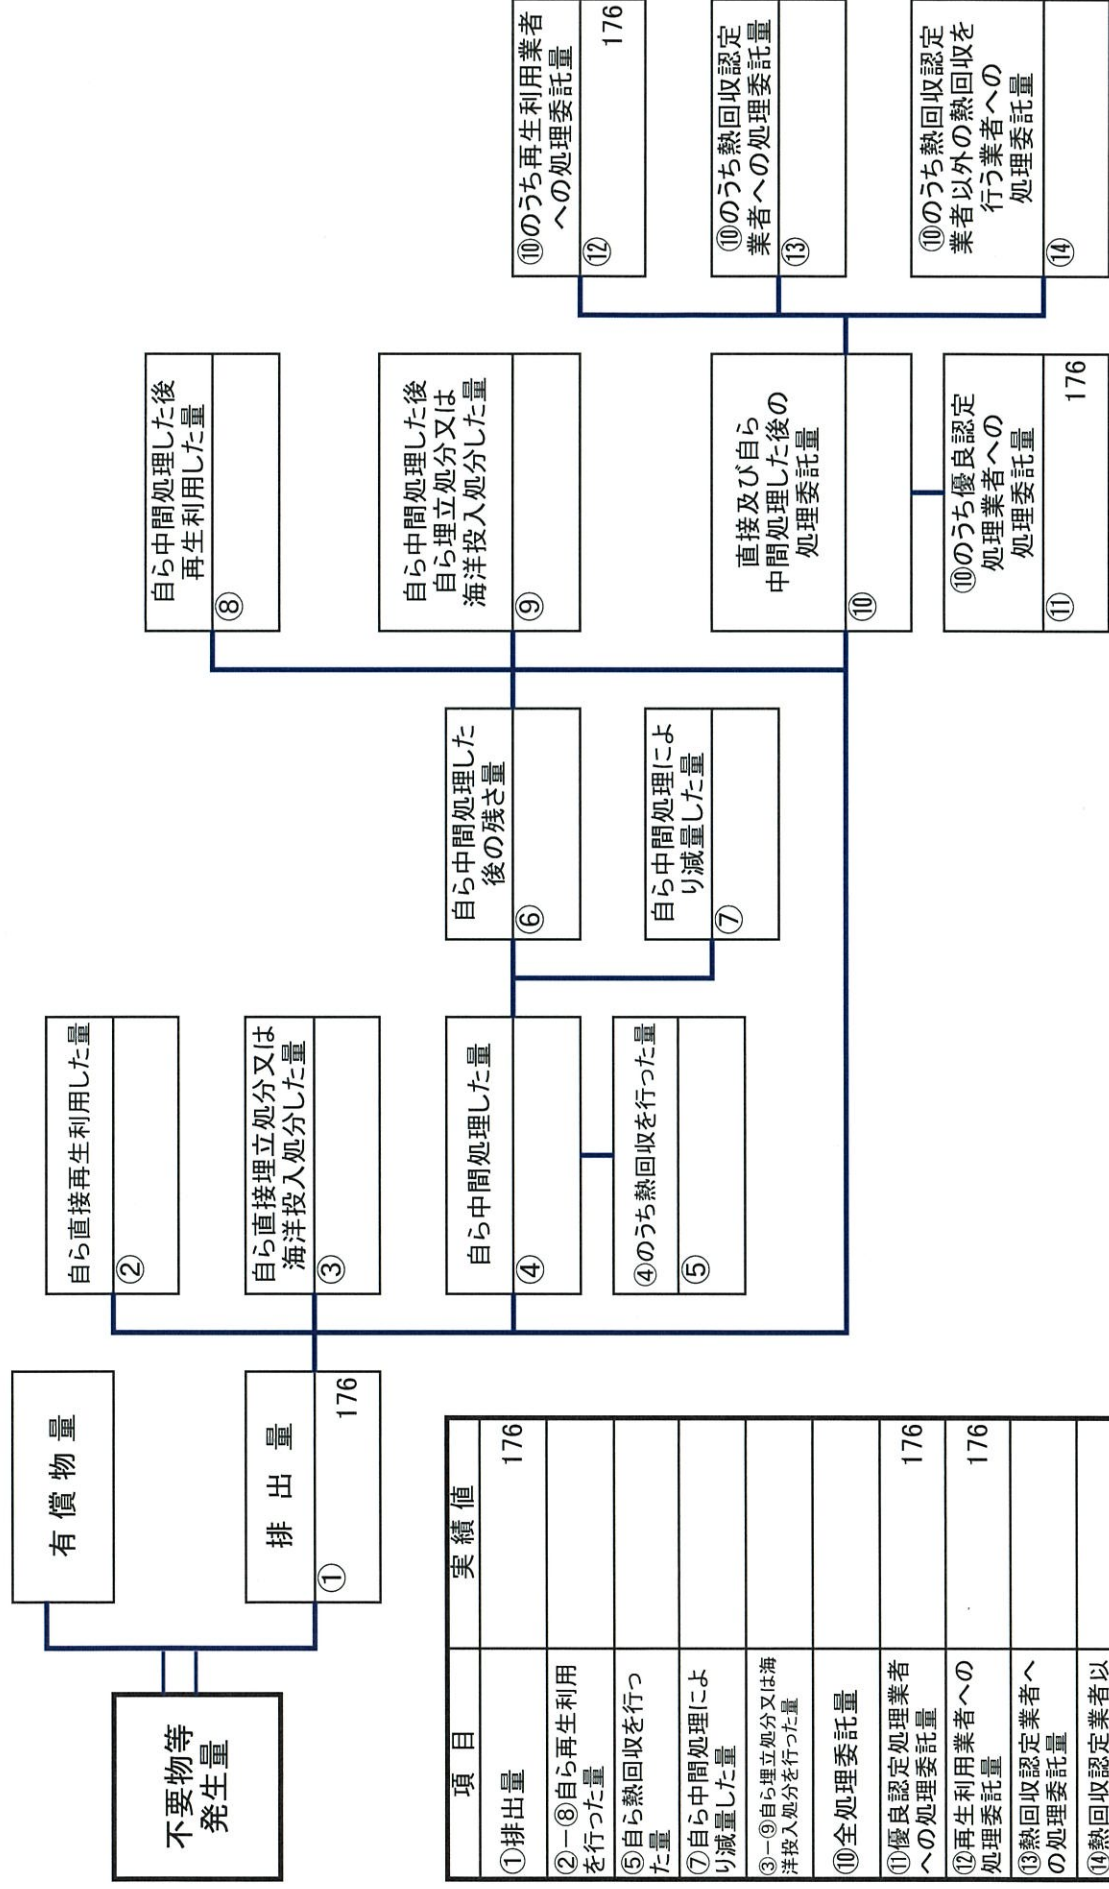 不要物等
発生量
有 償 物 量
排 出 量
①
176
自ら直接再生利用した量
②
自ら直接埋立処分又は
海洋投入処分した量
③
自ら中間処理した量
④
④のうち熱回収を行った量
⑤
自ら中間処理した
後の残さ量
⑥
自ら中間処理によ
り減量した量
⑦
自ら中間処理した後
再生利用した量
⑧
自ら中間処理した後
自ら埋立処分又は
海洋投入処分した量
⑨
直接及び自ら
中間処理した後の
処理委託量
⑩
⑩のうち優良認定
処理業者への
処理委託量
⑪
176
⑩のうち再生利用業者
への処理委託量
⑫
176
⑩のうち熱回収認定
業者への処理委託量
⑬
⑩のうち熱回収認定
業者以外の熱回収を
行う業者への
処理委託量
⑭
項 目
実 績 値
①排出量
176
②ー⑧自ら再生利用
を行った量
⑤自ら熱回収を行っ
た量
⑦自ら中間処理によ
り減量した量
③ー⑨自ら埋立処分又は海
洋投入処分を行った量
⑩全処理委託量
⑪優良認定処理業者
への処理委託量
176
⑫再生利用業者への
処理委託量
176
⑬熱回収認定業者へ
の処理委託量
⑭熱回収認定業者以